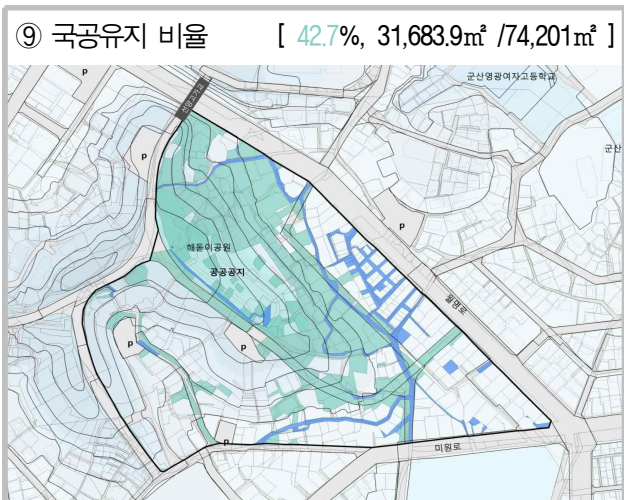 ⑨ 국공유지 비율 [ 42.7%, 31,683.9㎡ /74,201㎡ ]
P
군산영광여자고등학교
P
군산
P
해돋이공원
공공공지
월명로
P
P
P
미원로